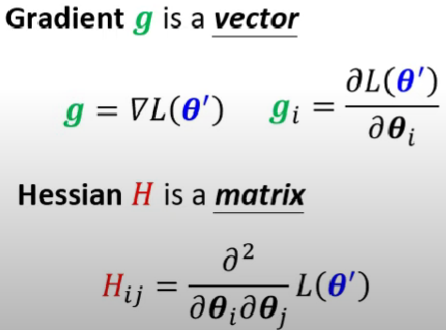 Gradient g is a vector
g = ∇L(θ′) gᵢ = ∂L(θ′)/∂θᵢ
Hessian H is a matrix
Hᵢⱼ = ∂²/∂θᵢ∂θⱼ L(θ′)